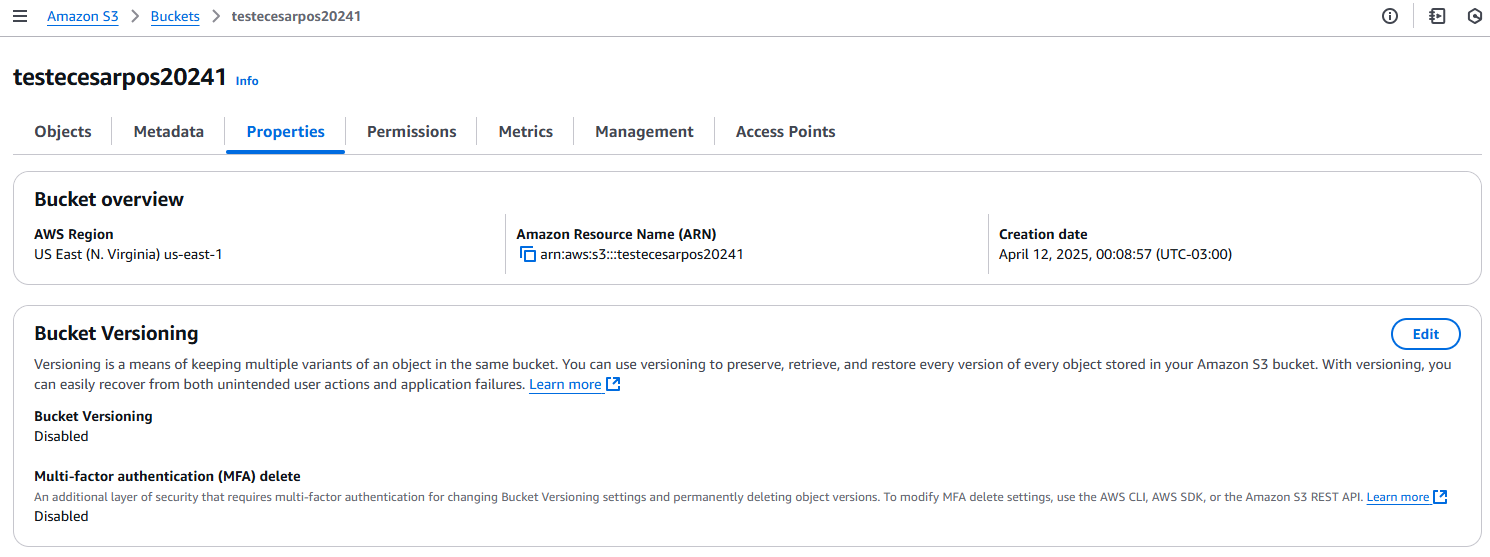 Amazon S3 > Buckets > testecesarpos20241
testecesarpos20241 Info
Objects Metadata Properties Permissions Metrics Management Access Points
Bucket overview
AWS Region
US East (N. Virginia) us-east-1
Amazon Resource Name (ARN)
arn:aws:s3:::testecesarpos20241
Creation date
April 12, 2025, 00:08:57 (UTC-03:00)
Bucket Versioning
Edit
Versioning is a means of keeping multiple variants of an object in the same bucket. You can use versioning to preserve, retrieve, and restore every version of every object stored in your Amazon S3 bucket. With versioning, you
can easily recover from both unintended user actions and application failures. Learn more
Bucket Versioning
Disabled
Multi-factor authentication (MFA) delete
An additional layer of security that requires multi-factor authentication for changing Bucket Versioning settings and permanently deleting object versions. To modify MFA delete settings, use the AWS CLI, AWS SDK, or the Amazon S3 REST API. Learn more
Disabled